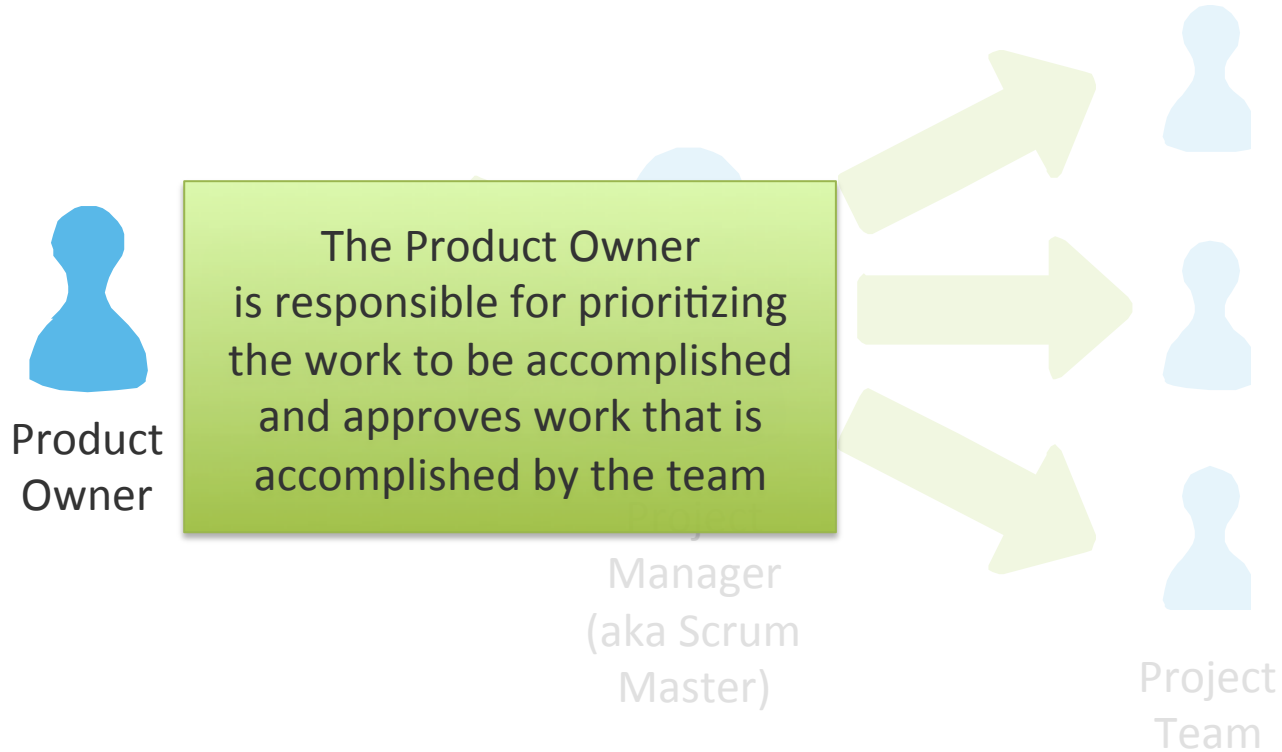 Product
Owner
The Product Owner
is responsible for prioritizing
the work to be accomplished
and approves work that is
accomplished by the team
Project
Manager
(aka Scrum
Master)
Project
Team